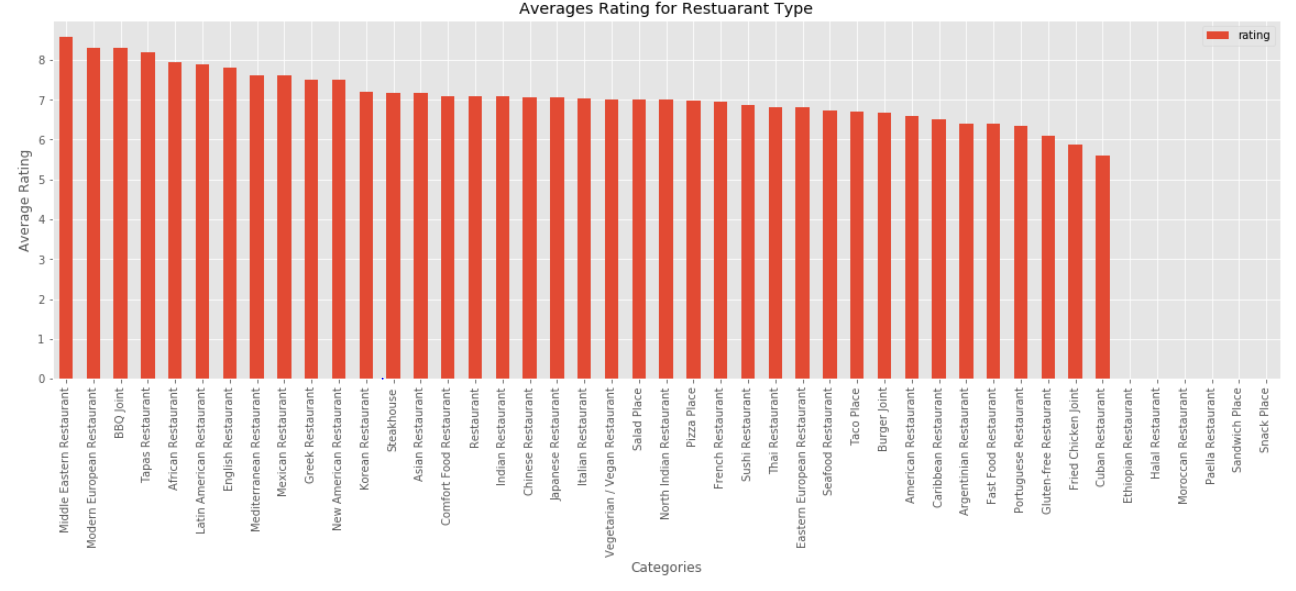 Averages Rating for Restuarant Type
rating
Average Rating
8
7
6
5
4
3
2
1
0
Middle Eastern Restaurant
Modern European Restaurant
BBQ Joint
Tapas Restaurant
African Restaurant
Latin American Restaurant
English Restaurant
Mediterranean Restaurant
Mexican Restaurant
Greek Restaurant
New American Restaurant
Korean Restaurant
Steakhouse
Asian Restaurant
Comfort Food Restaurant
Restaurant
Indian Restaurant
Chinese Restaurant
Japanese Restaurant
Italian Restaurant
Vegetarian / Vegan Restaurant
Salad Place
North Indian Restaurant
Pizza Place
French Restaurant
Sushi Restaurant
Thai Restaurant
Eastern European Restaurant
Seafood Restaurant
Taco Place
Burger Joint
American Restaurant
Caribbean Restaurant
Argentinian Restaurant
Fast Food Restaurant
Portuguese Restaurant
Gluten-free Restaurant
Fried Chicken Joint
Cuban Restaurant
Ethiopian Restaurant
Halal Restaurant
Moroccan Restaurant
Paella Restaurant
Sandwich Place
Snack Place
Categories